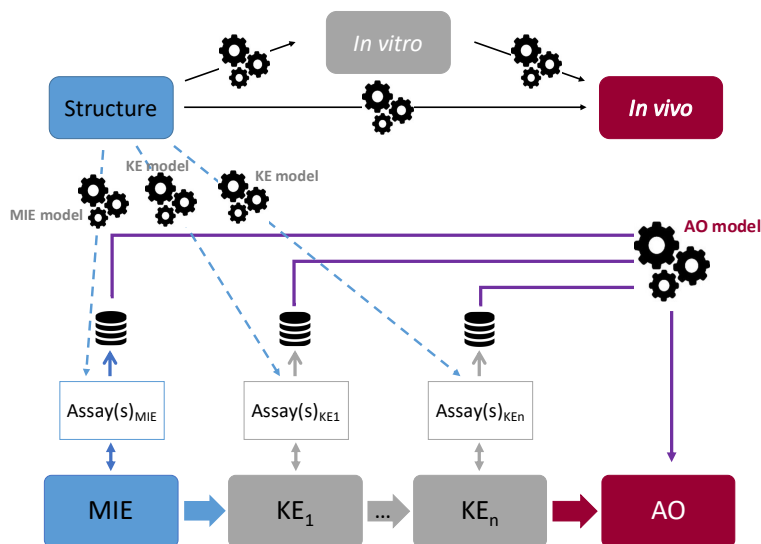 In vitro
Structure
In vivo
KE model
KE model
MIE model
AO model
Assay(s)MIE
Assay(s)KE1
Assay(s)KEn
MIE
KE1
...
KEn
AO